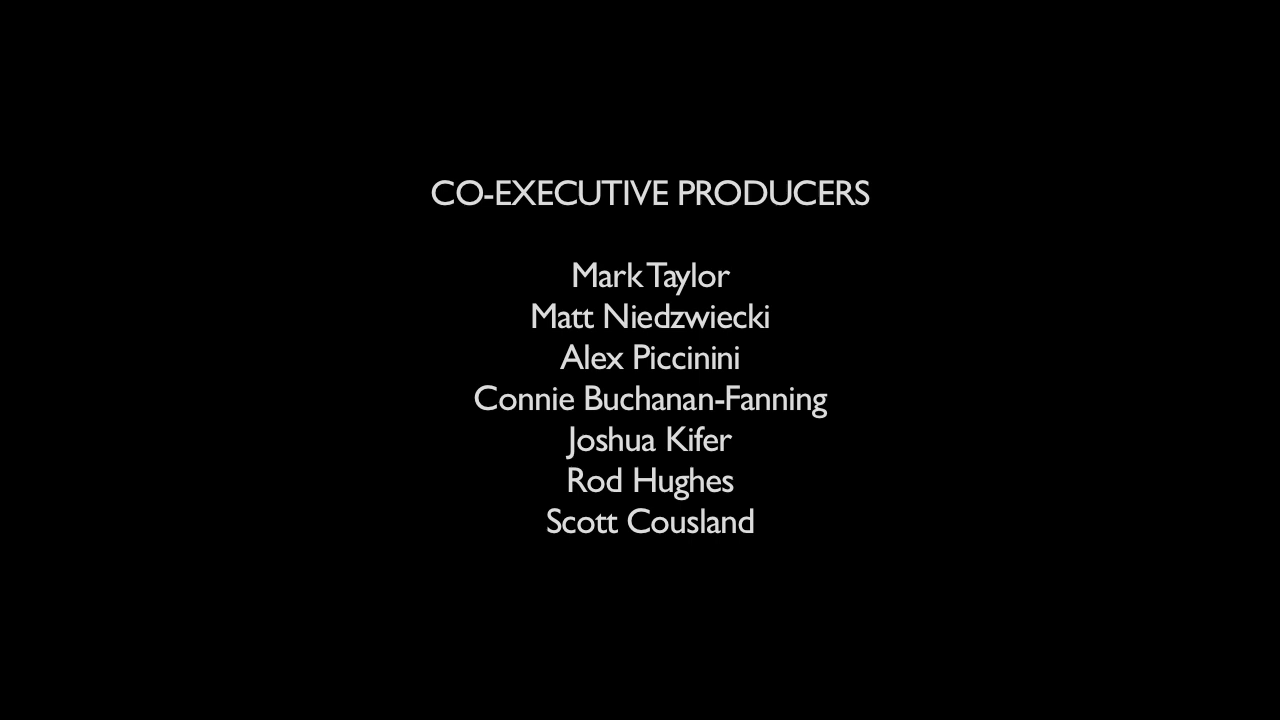 CO-EXECUTIVE PRODUCERS
Mark Taylor
Matt Niedzwiecki
Alex Piccinini
Connie Buchanan-Fanning
Joshua Kifer
Rod Hughes
Scott Cousland